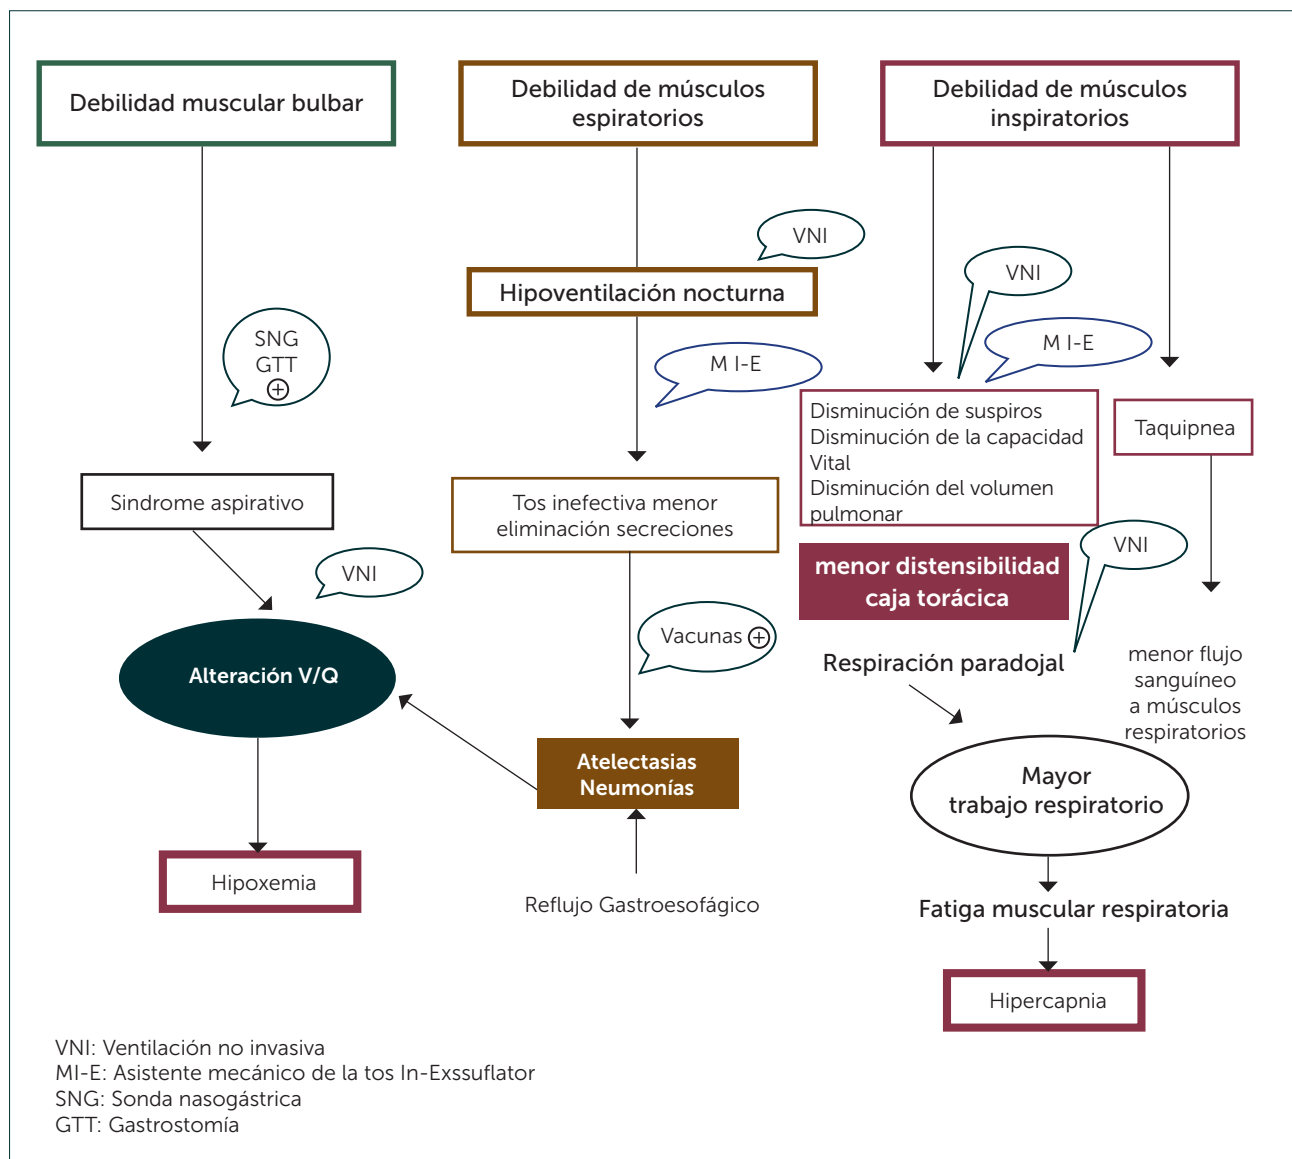 Debilidad muscular bulbar
Debilidad de músculos
espiratorios
Debilidad de músculos
inspiratorios
VNI
Hipoventilación nocturna
VNI
SNG
GTT
+
M I-E
M I-E
Disminución de suspiros
Disminución de la capacidad
Vital
Disminución del volumen
pulmonar
Taquipnea
Sindrome aspirativo
Tos inefectiva menor
eliminación secreciones
VNI
menor distensibilidad
caja torácica
VNI
Vacunas +
Alteración V/Q
Respiración paradojal
menor flujo
sanguíneo
a músculos
respiratorios
Atelectasias
Neumonías
Mayor
trabajo respiratorio
Hipoxemia
Reflujo Gastroesofágico
Fatiga muscular respiratoria
Hipercapnia
VNI: Ventilación no invasiva
MI-E: Asistente mecánico de la tos In-Exssuflator
SNG: Sonda nasogástrica
GTT: Gastrostomía